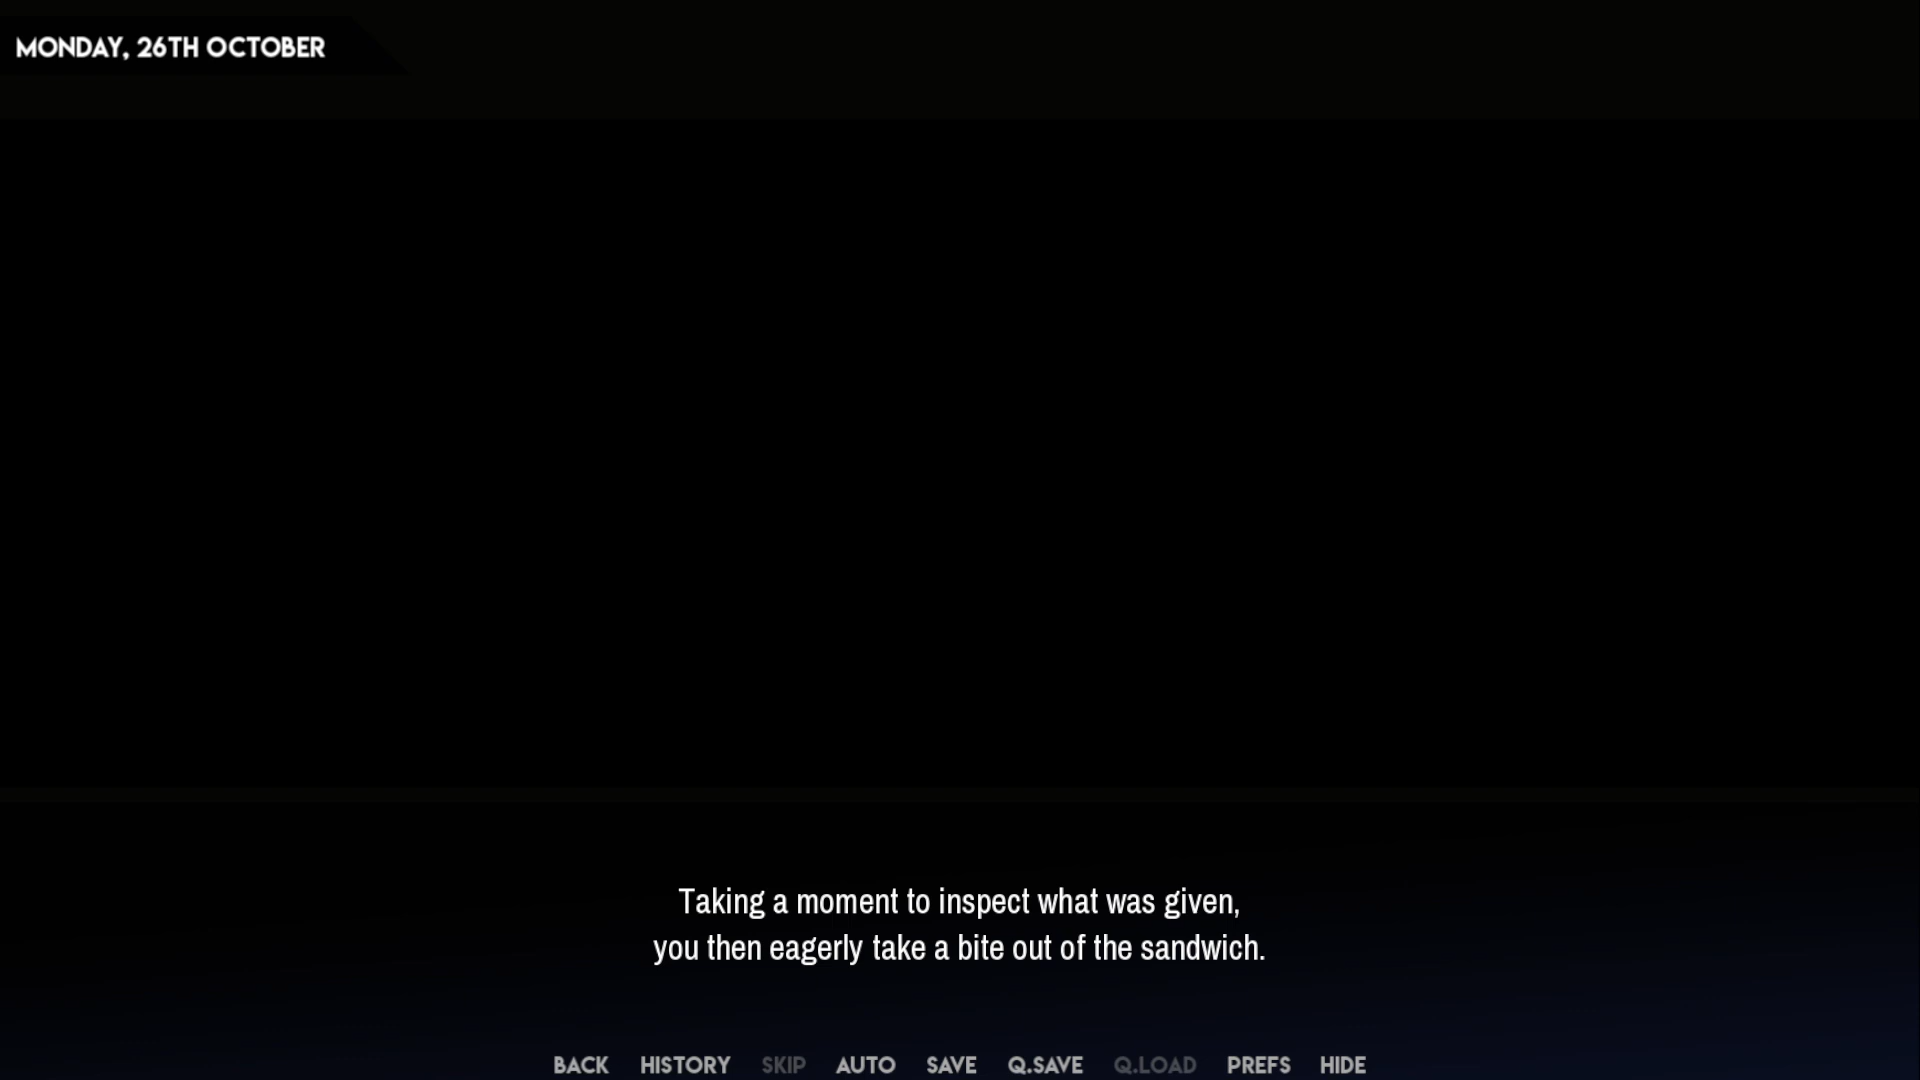 MONDAY, 26TH OCTOBER
Taking a moment to inspect what was given,
you then eagerly take a bite out of the sandwich.
BACK HISTORY SKIP AUTO SAVE Q.SAVE Q.LOAD PREFS HIDE